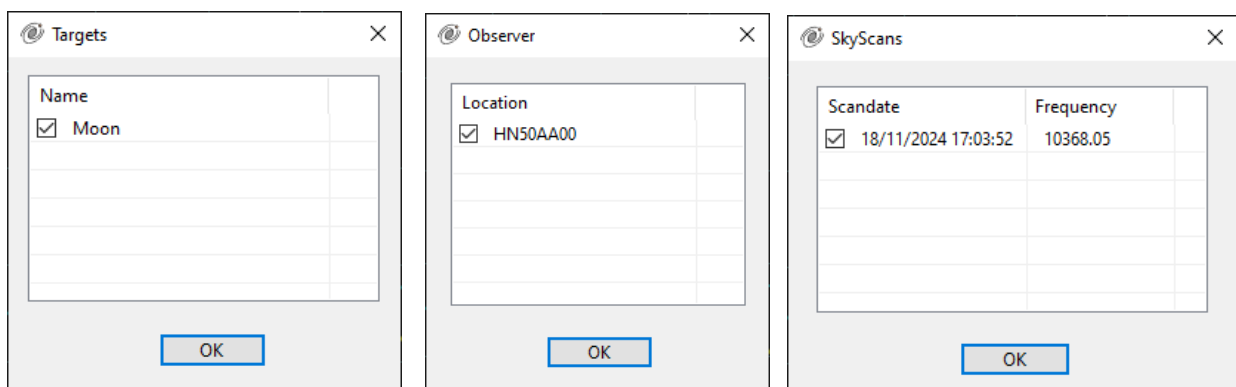 Targets
Name
Moon
OK
Observer
Location
HN50AA00
OK
SkyScans
Scandate Frequency
18/11/2024 17:03:52 10368.05
OK